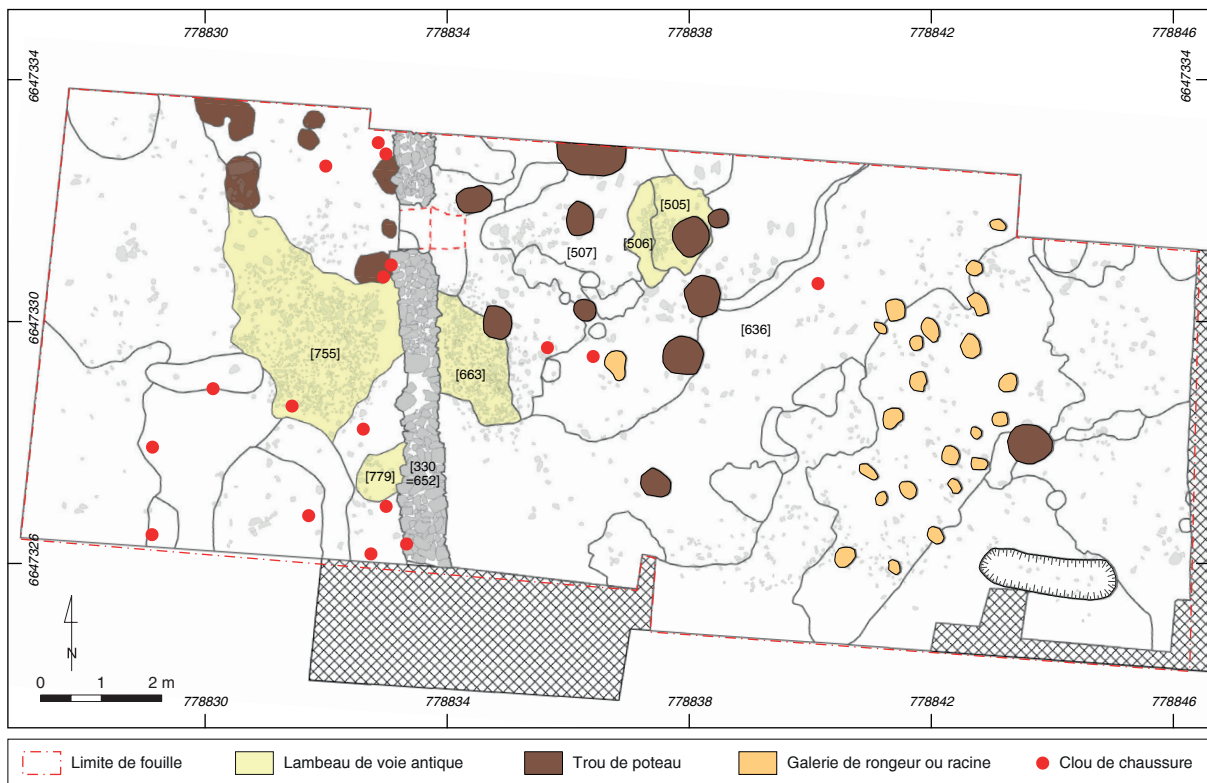 778830 778834 778838 778842 778846
6647334 6647334
[505]
[506]
[507]
6647330 6647330
[636]
[755]
[663]
[779]
[330
=652]
6647326 6647326
N
0 1 2 m
778830 778834 778838 778842 778846
Limite de fouille Lambeau de voie antique Trou de poteau Galerie de rongeur ou racine Clou de chaussure